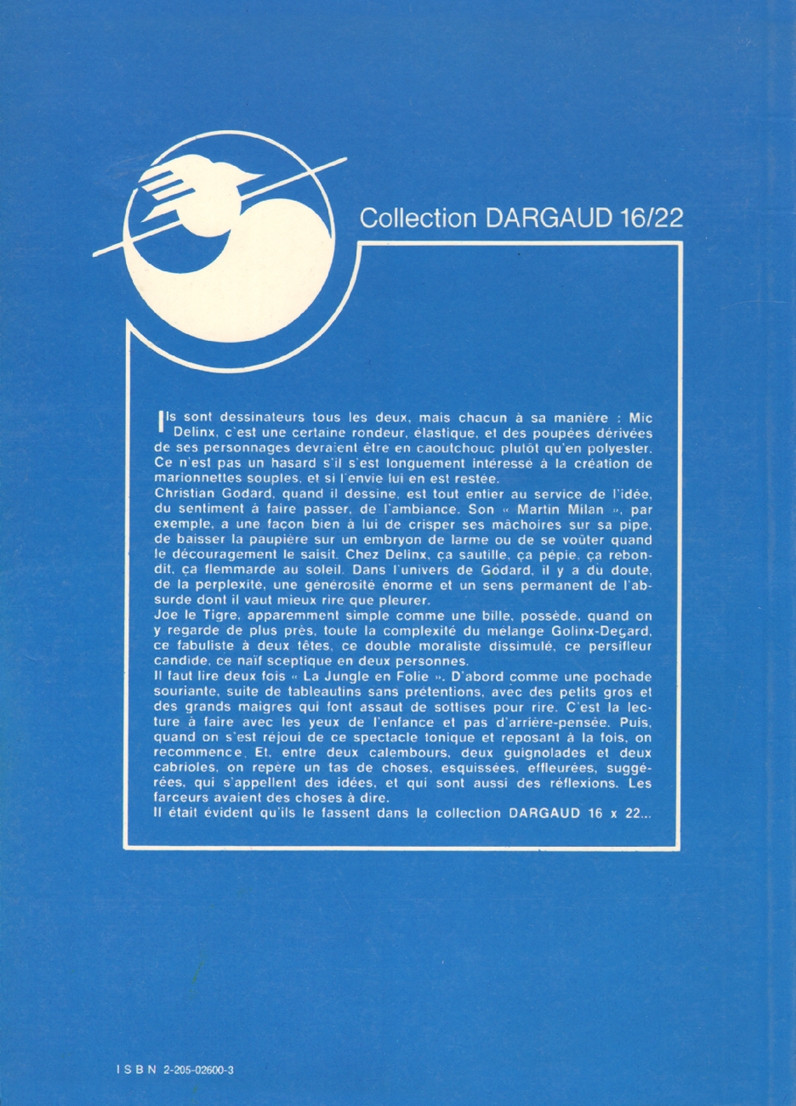 Collection DARGAUD 16/22
Ils sont dessinateurs tous les deux, mais chacun à sa manière : Mic
Delinx, c'est une certaine rondeur, élastique, et des poupées dérivées
de ses personnages devraient être en caoutchouc plutôt qu'en polyester.
Ce n'est pas un hasard s'il s'est longuement intéressé à la création de
marionnettes souples, et si l'envie lui en est restée.
Christian Godard, quand il dessine, est tout entier au service de l'idée,
du sentiment à faire passer, de l'ambiance. Son « Martin Milan », par
exemple, a une façon bien à lui de crisper ses mâchoires sur sa pipe,
de baisser la paupière sur un embryon de larme ou de se voûter quand
le découragement le saisit. Chez Delinx, ça sautille, ça pépie, ça rebon-
dit, ça flemmarde au soleil. Dans l'univers de Godard, il y a du doute,
de la perplexité, une générosité énorme et un sens permanent de l'ab-
surde dont il vaut mieux rire que pleurer.
Joe le Tigre, apparemment simple comme une bille, possède, quand on
y regarde de plus près, toute la complexité du mélange Golinx-Degard,
ce fabuliste à deux têtes, ce double moraliste dissimulé, ce persifleur
candide, ce naïf sceptique en deux personnes.
Il faut lire deux fois « La Jungle en Folie ». D'abord comme une pochade
souriante, suite de tableautins sans prétentions, avec des petits gros et
des grands maigres qui font assaut de sottises pour rire. C'est la lec-
ture à faire avec les yeux de l'enfance et pas d'arrière-pensée. Puis,
quand on s'est réjoui de ce spectacle tonique et reposant à la fois, on
recommence. Et, entre deux calembours, deux guignolades et deux
cabrioles, on repère un tas de choses, esquissées, effleurées, suggé-
rées, qui s'appellent des idées, et qui sont aussi des réflexions. Les
farceurs avaient des choses à dire.
Il était évident qu'ils le fassent dans la collection DARGAUD 16 x 22...
ISBN 2-205-02600-3